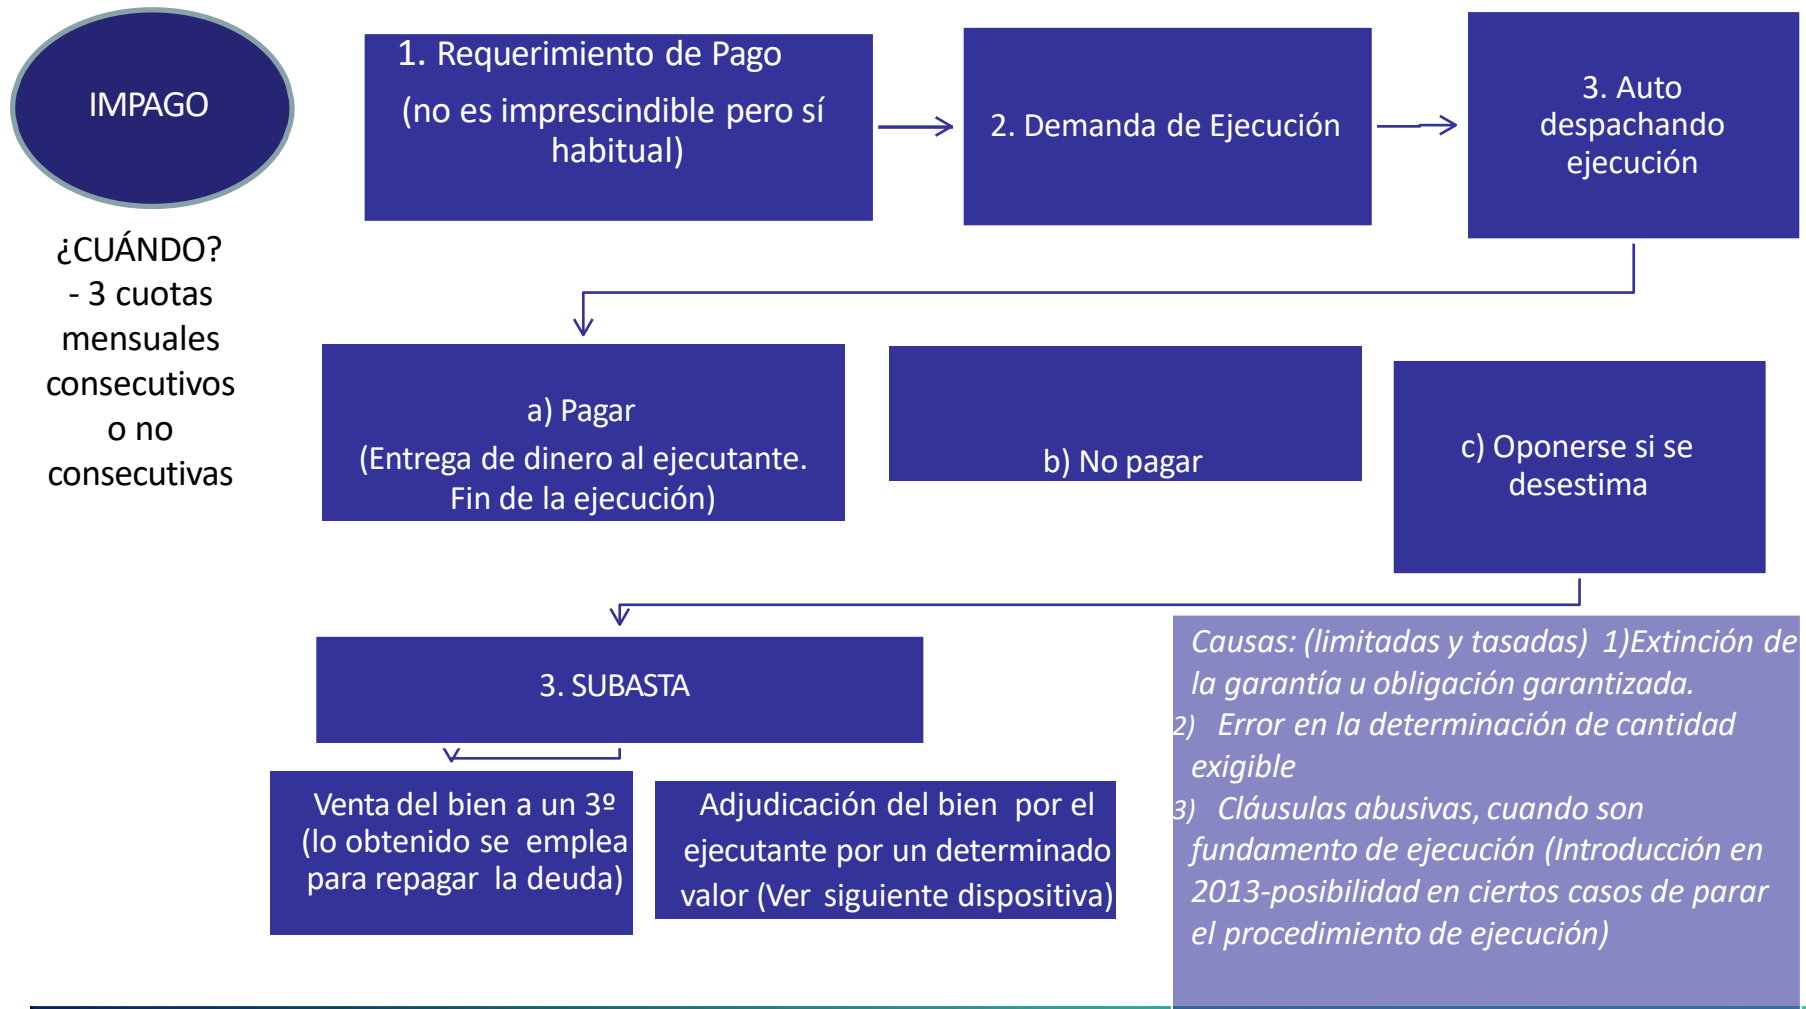 IMPAGO
¿CUÁNDO?
- 3 cuotas
mensuales
consecutivos
o no
consecutivas
1. Requerimiento de Pago
(no es imprescindible pero sí
habitual)
2. Demanda de Ejecución
3. Auto
despachando
ejecución
a) Pagar
(Entrega de dinero al ejecutante.
Fin de la ejecución)
b) No pagar
c) Oponerse si se
desestima
3. SUBASTA
Venta del bien a un 3º
(lo obtenido se emplea
para repagar la deuda)
Adjudicación del bien por el
ejecutante por un determinado
valor (Ver siguiente dispositiva)
Causas: (limitadas y tasadas) 1)Extinción de
la garantía u obligación garantizada.
2) Error en la determinación de cantidad
exigible
3) Cláusulas abusivas, cuando son
fundamento de ejecución (Introducción en
2013-posibilidad en ciertos casos de parar
el procedimiento de ejecución)